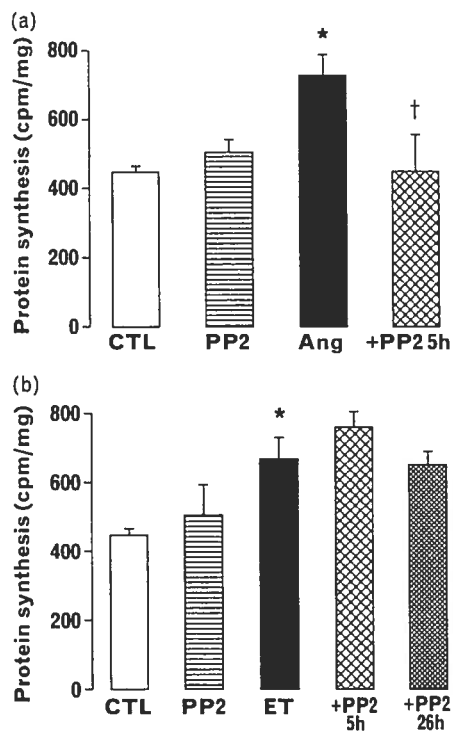 (a)
Protein synthesis (cpm/mg)
800
600
400
200
0
*
†
CTL PP2 Ang +PP2 5h
(b)
Protein synthesis (cpm/mg)
800
600
400
200
0
*
CTL PP2 ET +PP2 +PP2
5h 26h